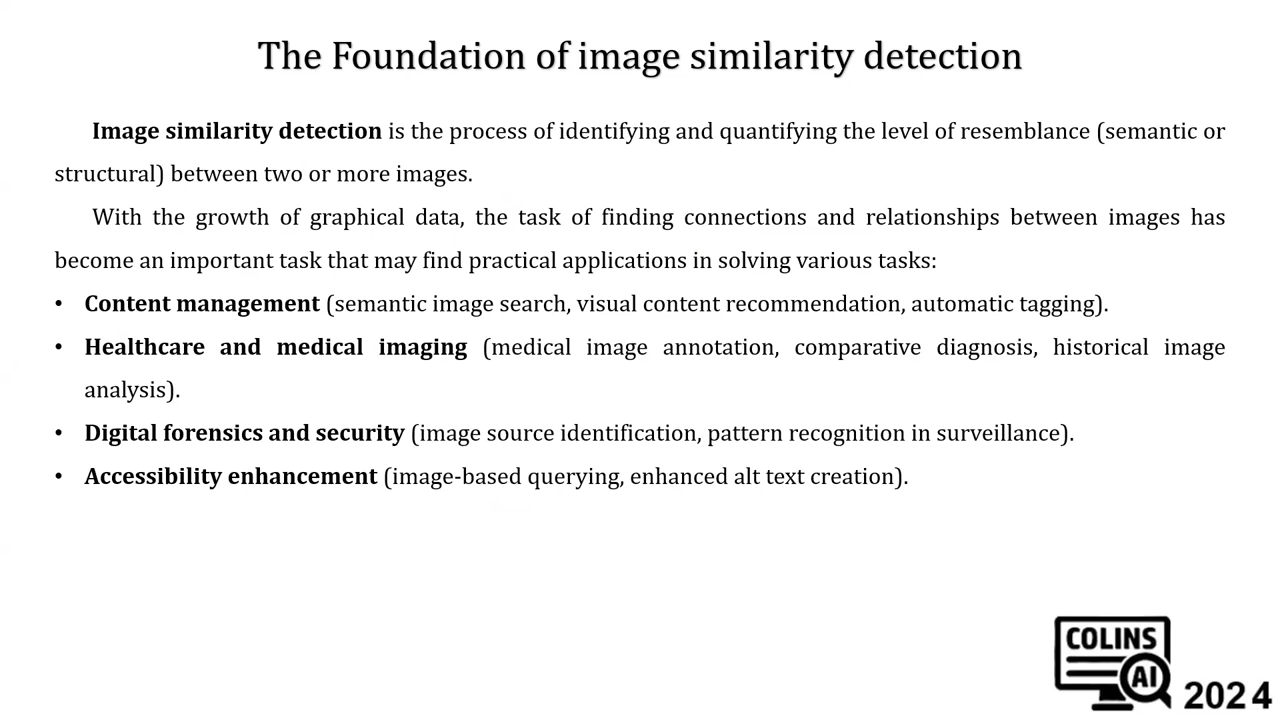 The Foundation of image similarity detection
Image similarity detection is the process of identifying and quantifying the level of resemblance (semantic or
structural) between two or more images.
With the growth of graphical data, the task of finding connections and relationships between images has
become an important task that may find practical applications in solving various tasks:
• Content management (semantic image search, visual content recommendation, automatic tagging).
• Healthcare and medical imaging (medical image annotation, comparative diagnosis, historical image
analysis).
• Digital forensics and security (image source identification, pattern recognition in surveillance).
• Accessibility enhancement (image-based querying, enhanced alt text creation).
COLINS
AI
2024